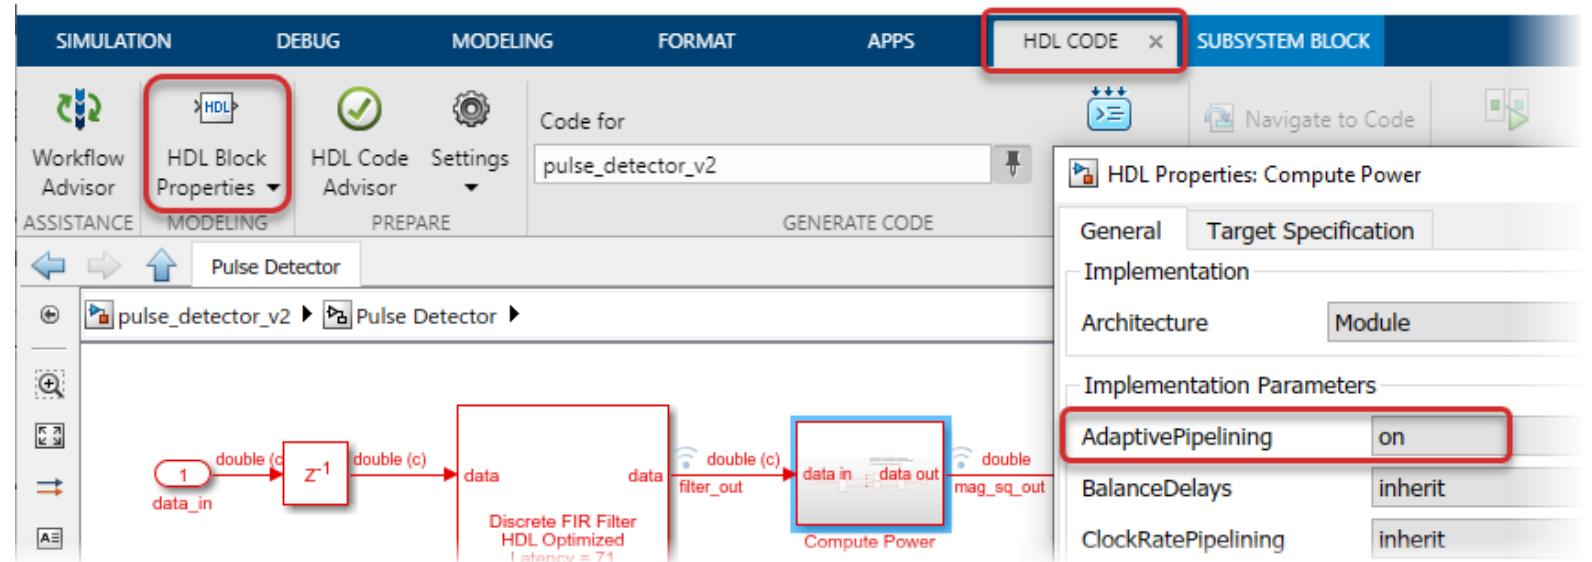 SIMULATION DEBUG MODELING FORMAT APPS HDL CODE × SUBSYSTEM BLOCK
HDL
Workflow Advisor
HDL Block Properties
HDL Code Advisor
Settings
Code for
pulse_detector_v2
Navigate to Code
ASSISTANCE MODELING PREPARE GENERATE CODE
Pulse Detector
pulse_detector_v2 Pulse Detector
1
data_in
double (c
Z-1
double (c)
data
data
Discrete FIR Filter
HDL Optimized
Latency = 71
double (c)
filter_out
data in
data out
Compute Power
double
mag_sq_out
HDL Properties: Compute Power
General Target Specification
Implementation
Architecture Module
Implementation Parameters
AdaptivePipelining on
BalanceDelays inherit
ClockRatePipelining inherit